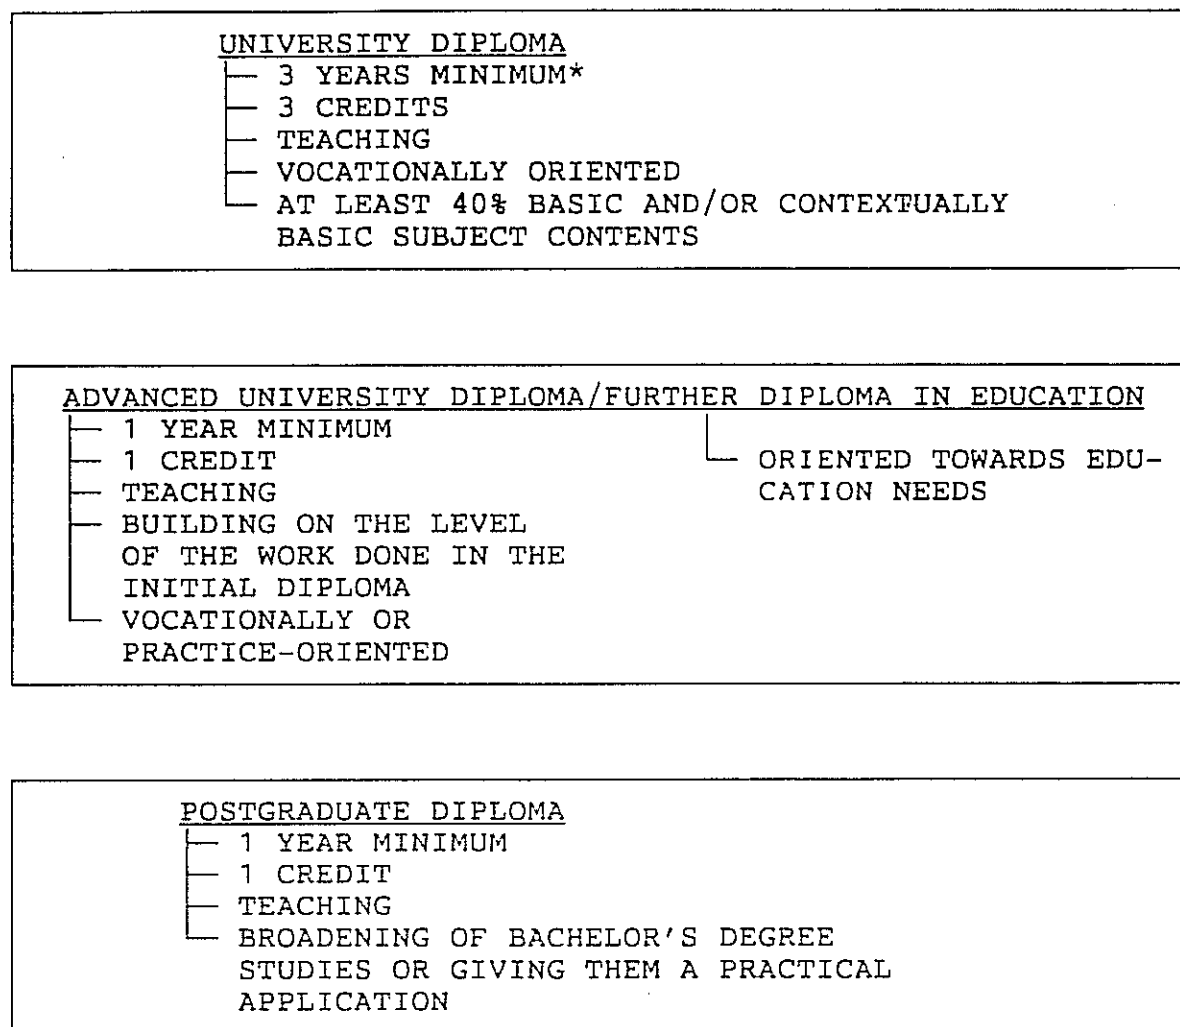 UNIVERSITY DIPLOMA
3 YEARS MINIMUM*
3 CREDITS
TEACHING
VOCATIONALLY ORIENTED
AT LEAST 40% BASIC AND/OR CONTEXTUALLY
BASIC SUBJECT CONTENTS
ADVANCED UNIVERSITY DIPLOMA/FURTHER DIPLOMA IN EDUCATION
1 YEAR MINIMUM
1 CREDIT
TEACHING
BUILDING ON THE LEVEL
OF THE WORK DONE IN THE
INITIAL DIPLOMA
VOCATIONALLY OR
PRACTICE-ORIENTED
ORIENTED TOWARDS EDU-
CATION NEEDS
POSTGRADUATE DIPLOMA
1 YEAR MINIMUM
1 CREDIT
TEACHING
BROADENING OF BACHELOR'S DEGREE
STUDIES OR GIVING THEM A PRACTICAL
APPLICATION